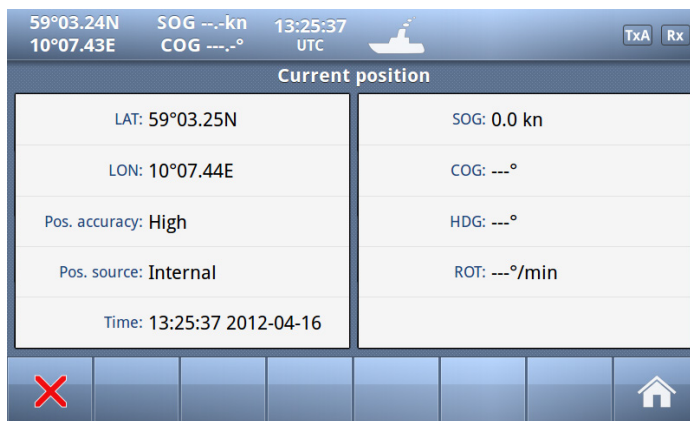 59°03.24N SOG --.-kn 13:25:37
10°07.43E COG ---.-° UTC
TxA Rx
Current position
LAT: 59°03.25N
LON: 10°07.44E
Pos. accuracy: High
Pos. source: Internal
Time: 13:25:37 2012-04-16
SOG: 0.0 kn
COG: ---°
HDG: ---°
ROT: ---°/min